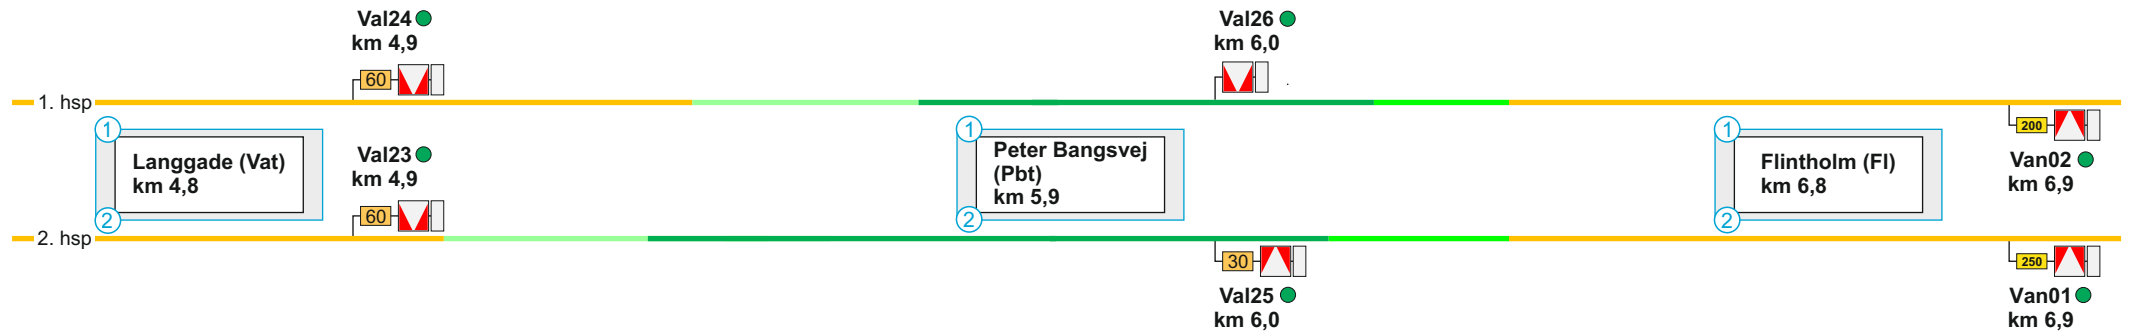 Val24
km 4,9
60
Val26
km 6,0
1. hsp
200
Van02
km 6,9
1
Langgade (Vat)
km 4,8
2
Val23
km 4,9
60
1
Peter Bangsvej
(Pbt)
km 5,9
2
1
Flintholm (Fl)
km 6,8
2
2. hsp
30
Val25
km 6,0
250
Van01
km 6,9